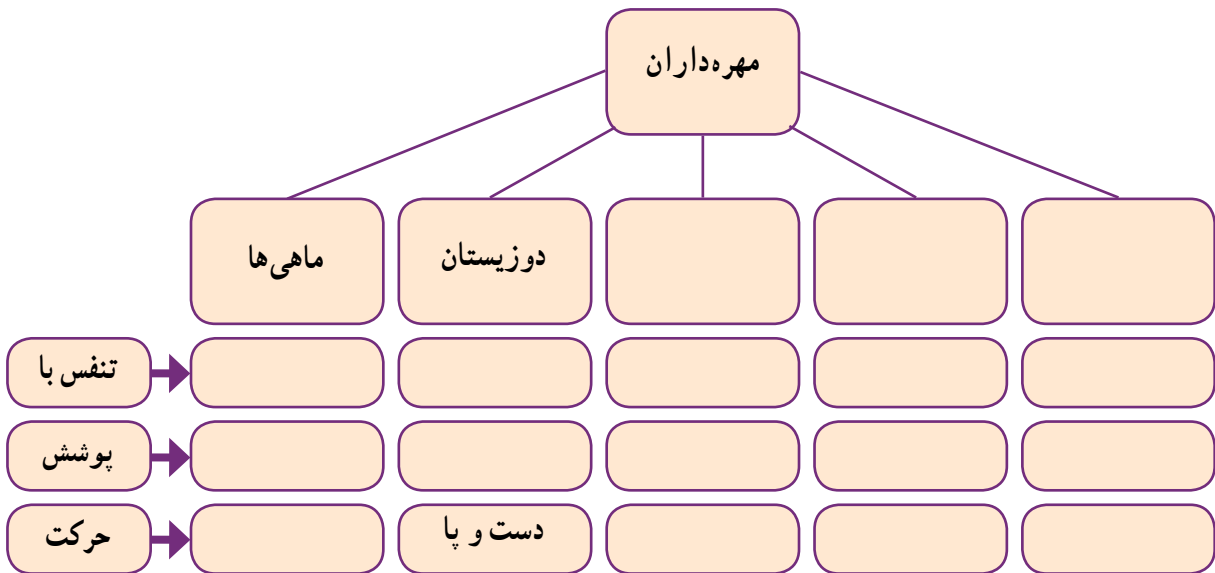 مهره‌داران
ماهی‌ها
دوزیستان
تنفس با
پوشش
حرکت
دست و پا